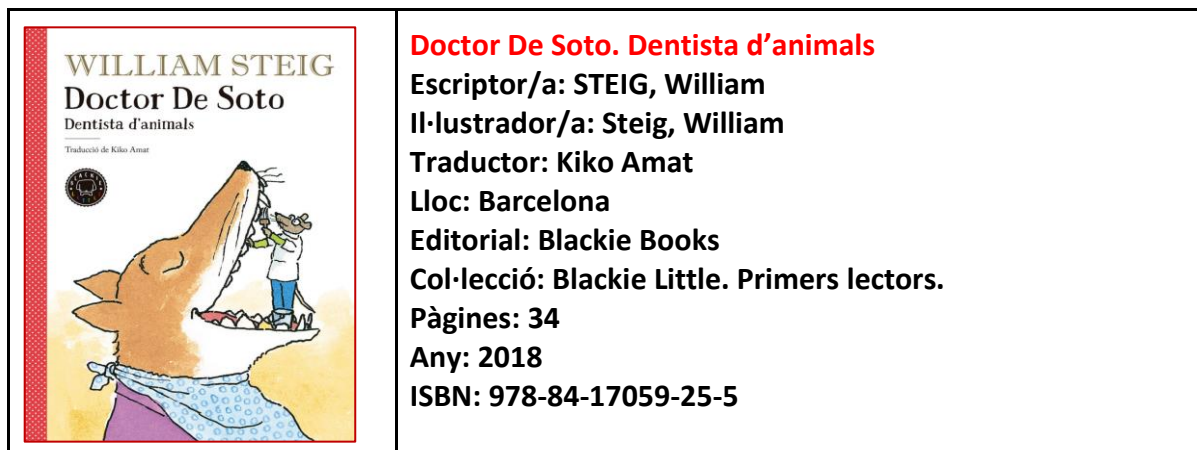 WILLIAM STEIG
Doctor De Soto
Dentista d'animals
Traducció de Kiko Amat
Doctor De Soto. Dentista d’animals
Escriptor/a: STEIG, William
Il·lustrador/a: Steig, William
Traductor: Kiko Amat
Lloc: Barcelona
Editorial: Blackie Books
Col·lecció: Blackie Little. Primers lectors.
Pàgines: 34
Any: 2018
ISBN: 978-84-17059-25-5